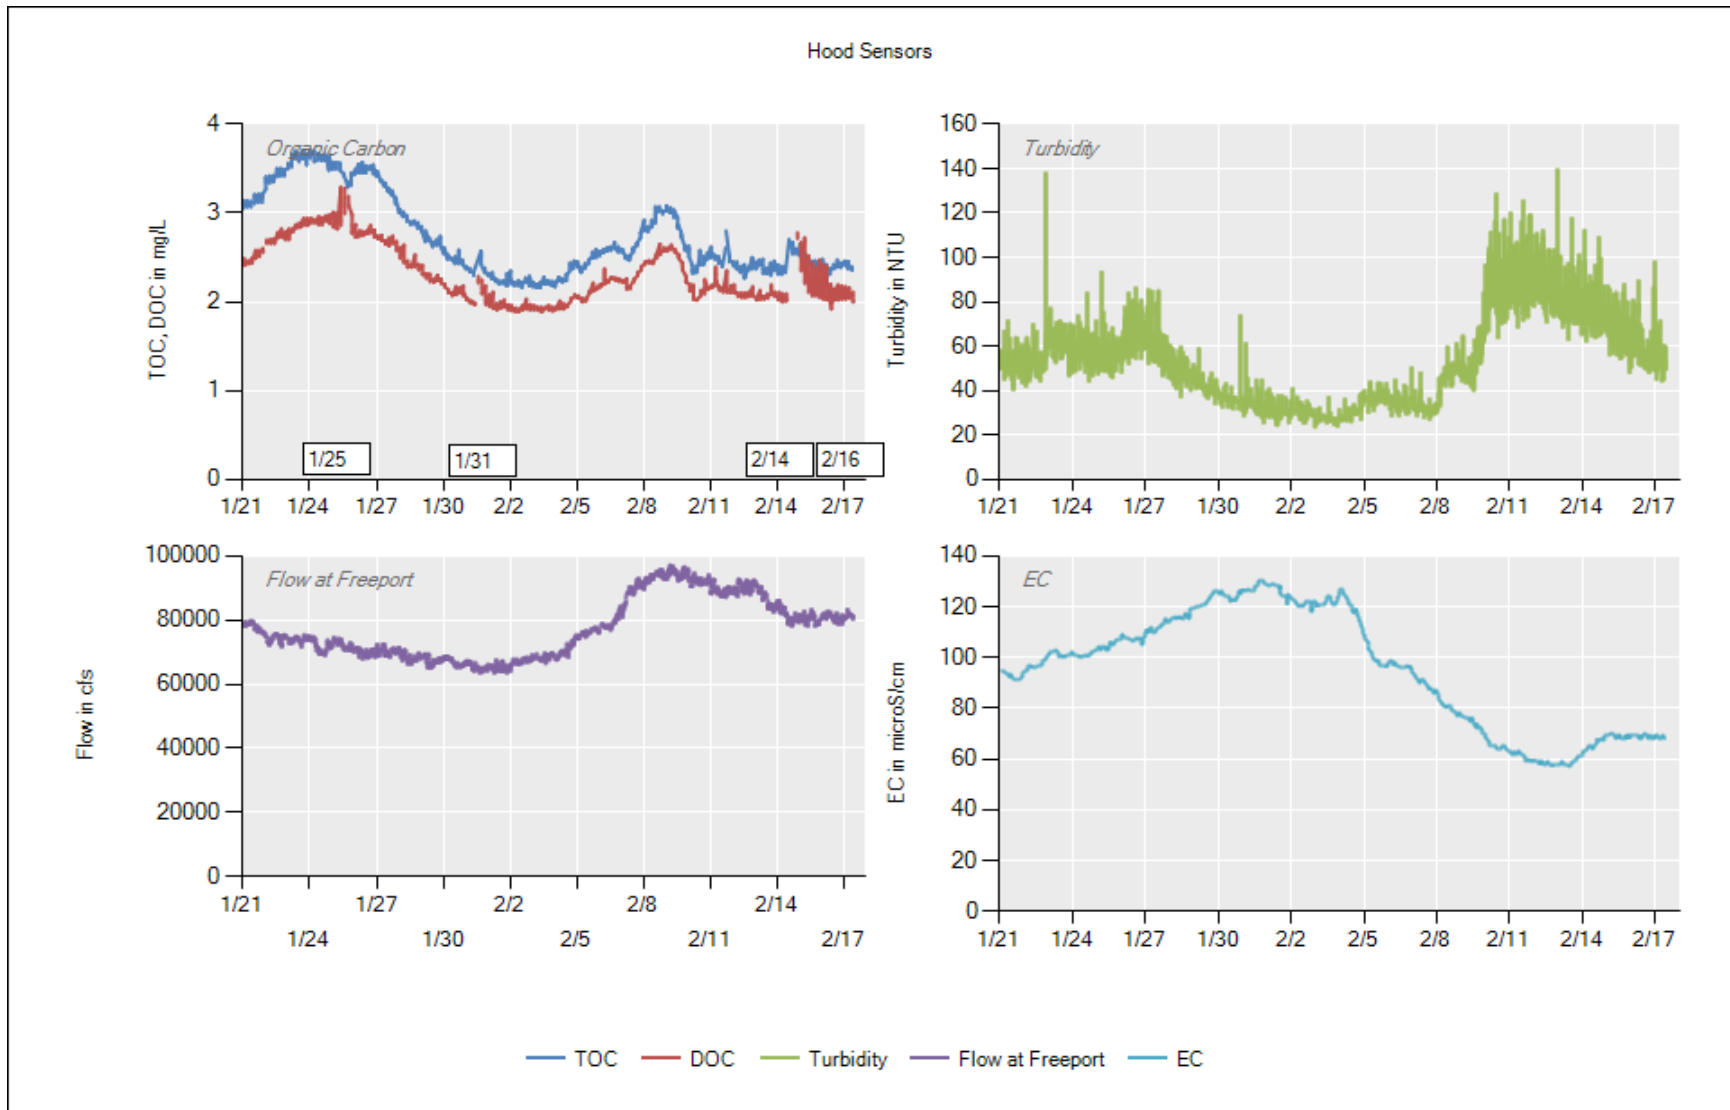 Hood Sensors
Organic Carbon
TOC, DOC in mg/L
4
3
2
1
0
1/25
1/31
2/14
2/16
1/21 1/24 1/27 1/30 2/2 2/5 2/8 2/11 2/14 2/17
Turbidity
Turbidity in NTU
160
140
120
100
80
60
40
20
0
1/21 1/24 1/27 1/30 2/2 2/5 2/8 2/11 2/14 2/17
Flow at Freeport
Flow in cfs
100000
80000
60000
40000
20000
0
1/21 1/27 2/2 2/8 2/14
1/24 1/30 2/5 2/11 2/17
EC
EC in microS/cm
140
120
100
80
60
40
20
0
1/21 1/24 1/27 1/30 2/2 2/5 2/8 2/11 2/14 2/17
TOC DOC Turbidity Flow at Freeport EC